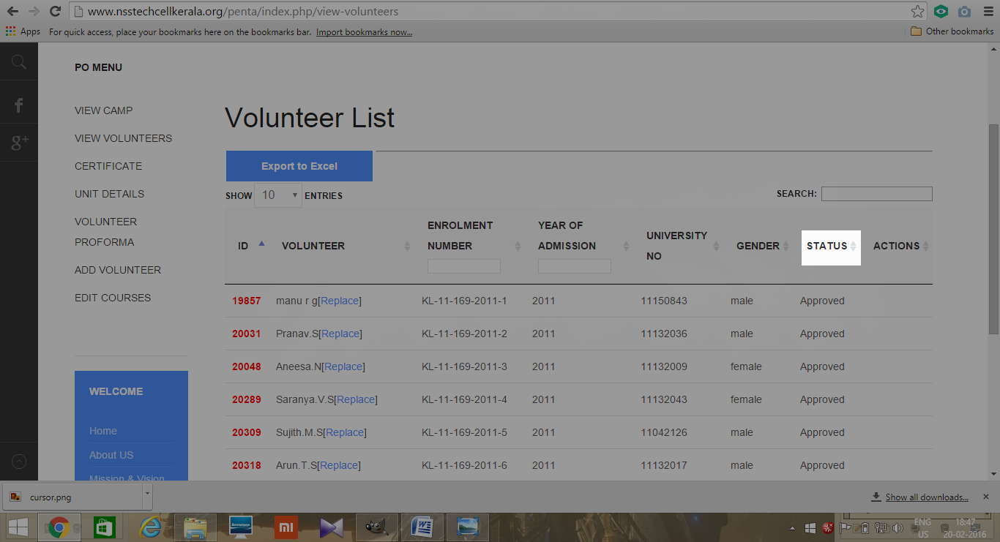 www.nsstechcellkerala.org/penta/index.php/view-volunteers
Apps For quick access, place your bookmarks here on the bookmarks bar. Import bookmarks now... Other bookmarks
PO MENU
VIEW CAMP
VIEW VOLUNTEERS
CERTIFICATE
UNIT DETAILS
VOLUNTEER
PROFORMA
ADD VOLUNTEER
EDIT COURSES
WELCOME
Home
About US
Mission & Vision
f
g+
Volunteer List
Export to Excel
SHOW 10 ENTRIES SEARCH:
ID VOLUNTEER ENROLMENT NUMBER YEAR OF ADMISSION UNIVERSITY NO GENDER STATUS ACTIONS
19857 manu r g[Replace] KL-11-169-2011-1 2011 11150843 male Approved
20031 Pranav.S[Replace] KL-11-169-2011-2 2011 11132036 male Approved
20048 Aneesa.N[Replace] KL-11-169-2011-3 2011 11132009 female Approved
20289 Saranya.V.S[Replace] KL-11-169-2011-4 2011 11132043 female Approved
20309 Sujith.M.S[Replace] KL-11-169-2011-5 2011 11042126 male Approved
20318 Arun.T.S[Replace] KL-11-169-2011-6 2011 11132017 male Approved
cursor.png Show all downloads...
lenovo mi W ENG 18:47
US 20-02-2016